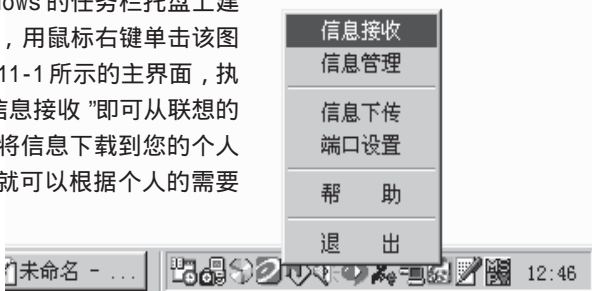 ows 的任务栏托盘上建
，用鼠标右键单击该图
11-1 所示的主界面，执
信息接收 ”即可从联想的
将信息下载到您的个人
就可以根据个人的需要
信息接收
信息管理
信息下传
端口设置
帮 助
退 出
未命名 - ...
12:46